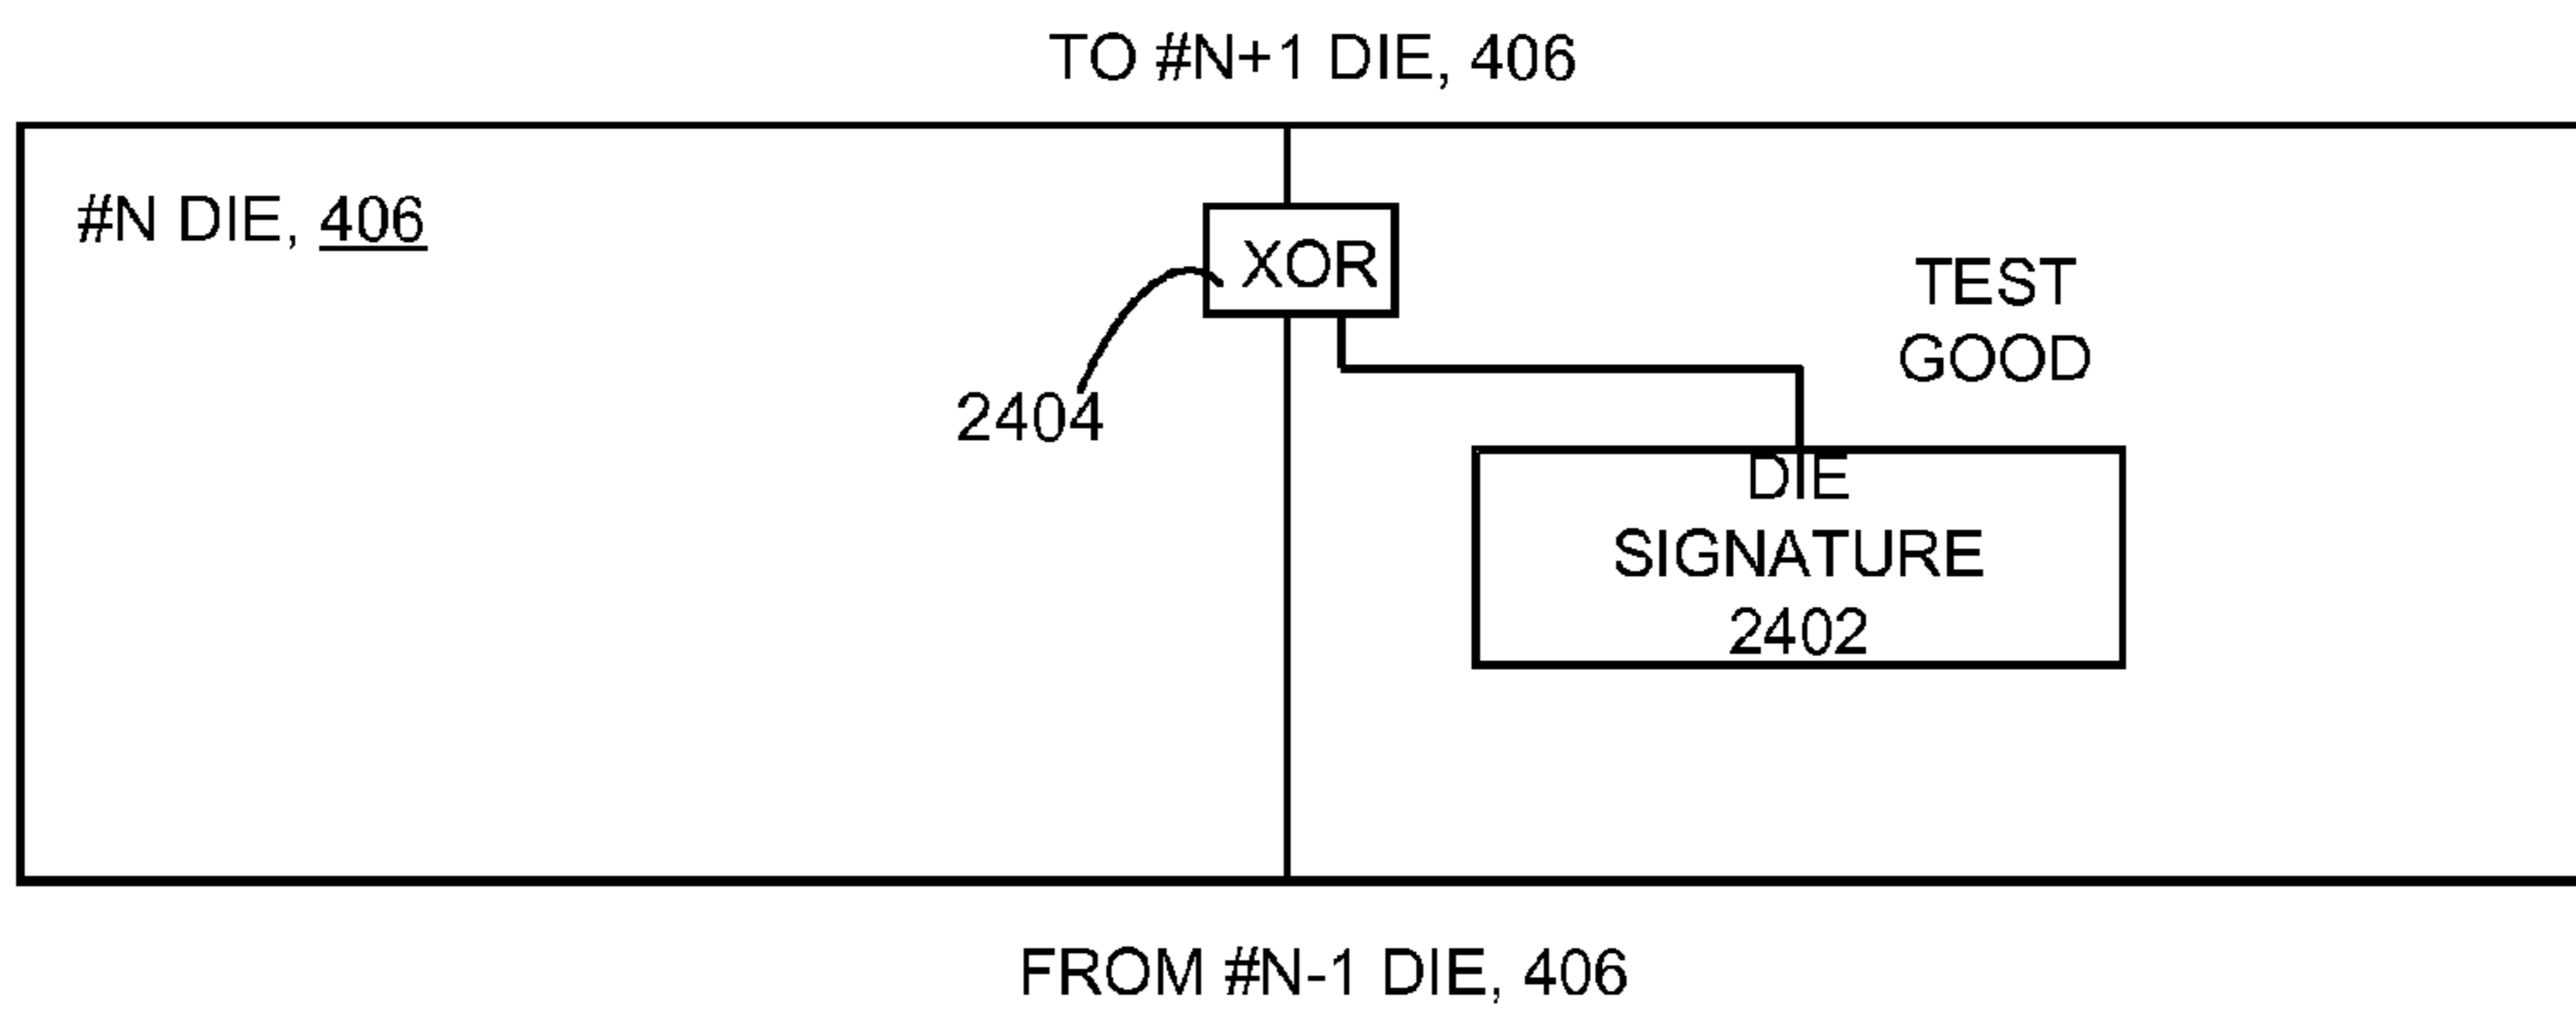 TO #N+1 DIE, 406
#N DIE, 406
XOR
TEST
GOOD
2404
DIE
SIGNATURE
2402
FROM #N-1 DIE, 406